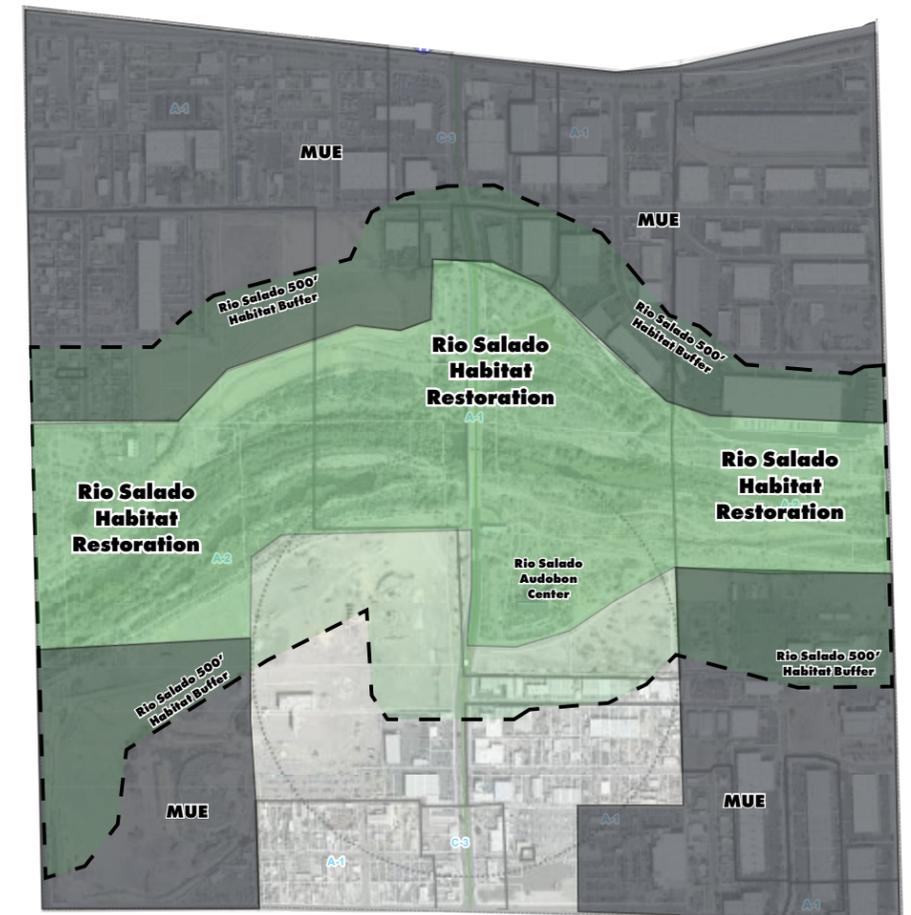 A-1
C-3
A-1
MUE
MUE
Rio Salado 500'
Habitat Buffer
Rio Salado 500'
Habitat Buffer
Rio Salado
Habitat
Restoration
A-1
Rio Salado
Habitat
Restoration
Rio Salado
Habitat
Restoration
A-2
Rio Salado
Audobon
Center
Rio Salado 500'
Habitat Buffer
Rio Salado 500'
Habitat Buffer
MUE
MUE
A-1
C-3
A-1
A-1